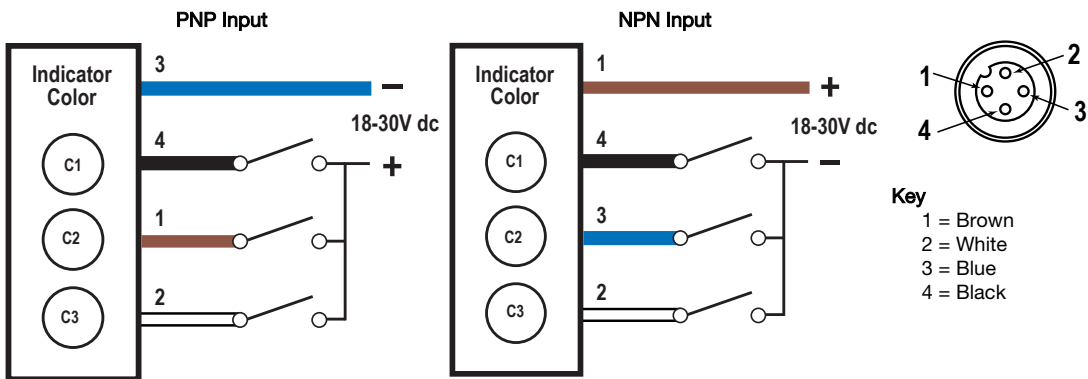 PNP Input
Indicator
Color
3
−
18-30V dc
4
C1
+
1
C2
2
C3
NPN Input
Indicator
Color
1
+
18-30V dc
4
C1
−
3
C2
2
C3
1
2
3
4
Key
1 = Brown
2 = White
3 = Blue
4 = Black